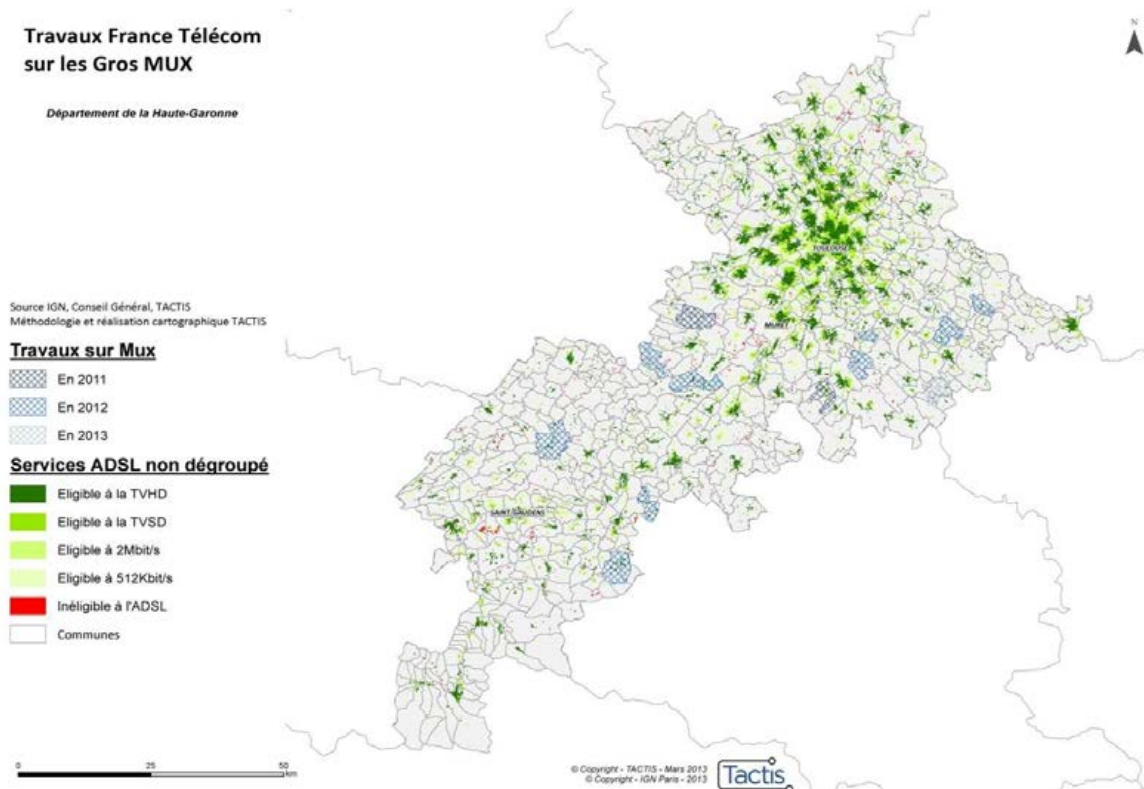 Travaux France Télécom
sur les Gros MUX
Département de la Haute-Garonne
N
Source IGN, Conseil Général, TACTIS
Méthodologie et réalisation cartographique TACTIS
Travaux sur Mux
En 2011
En 2012
En 2013
Services ADSL non dégroupé
Eligible à la TVHD
Eligible à la TVSD
Eligible à 2Mbit/s
Eligible à 512Kbit/s
Inéligible à l'ADSL
Communes
TOULOUSE
MURET
SAINT-GAUDENS
0 25 50
km
© Copyright - TACTIS - Mars 2013
© Copyright - IGN Paris - 2013
Tactis